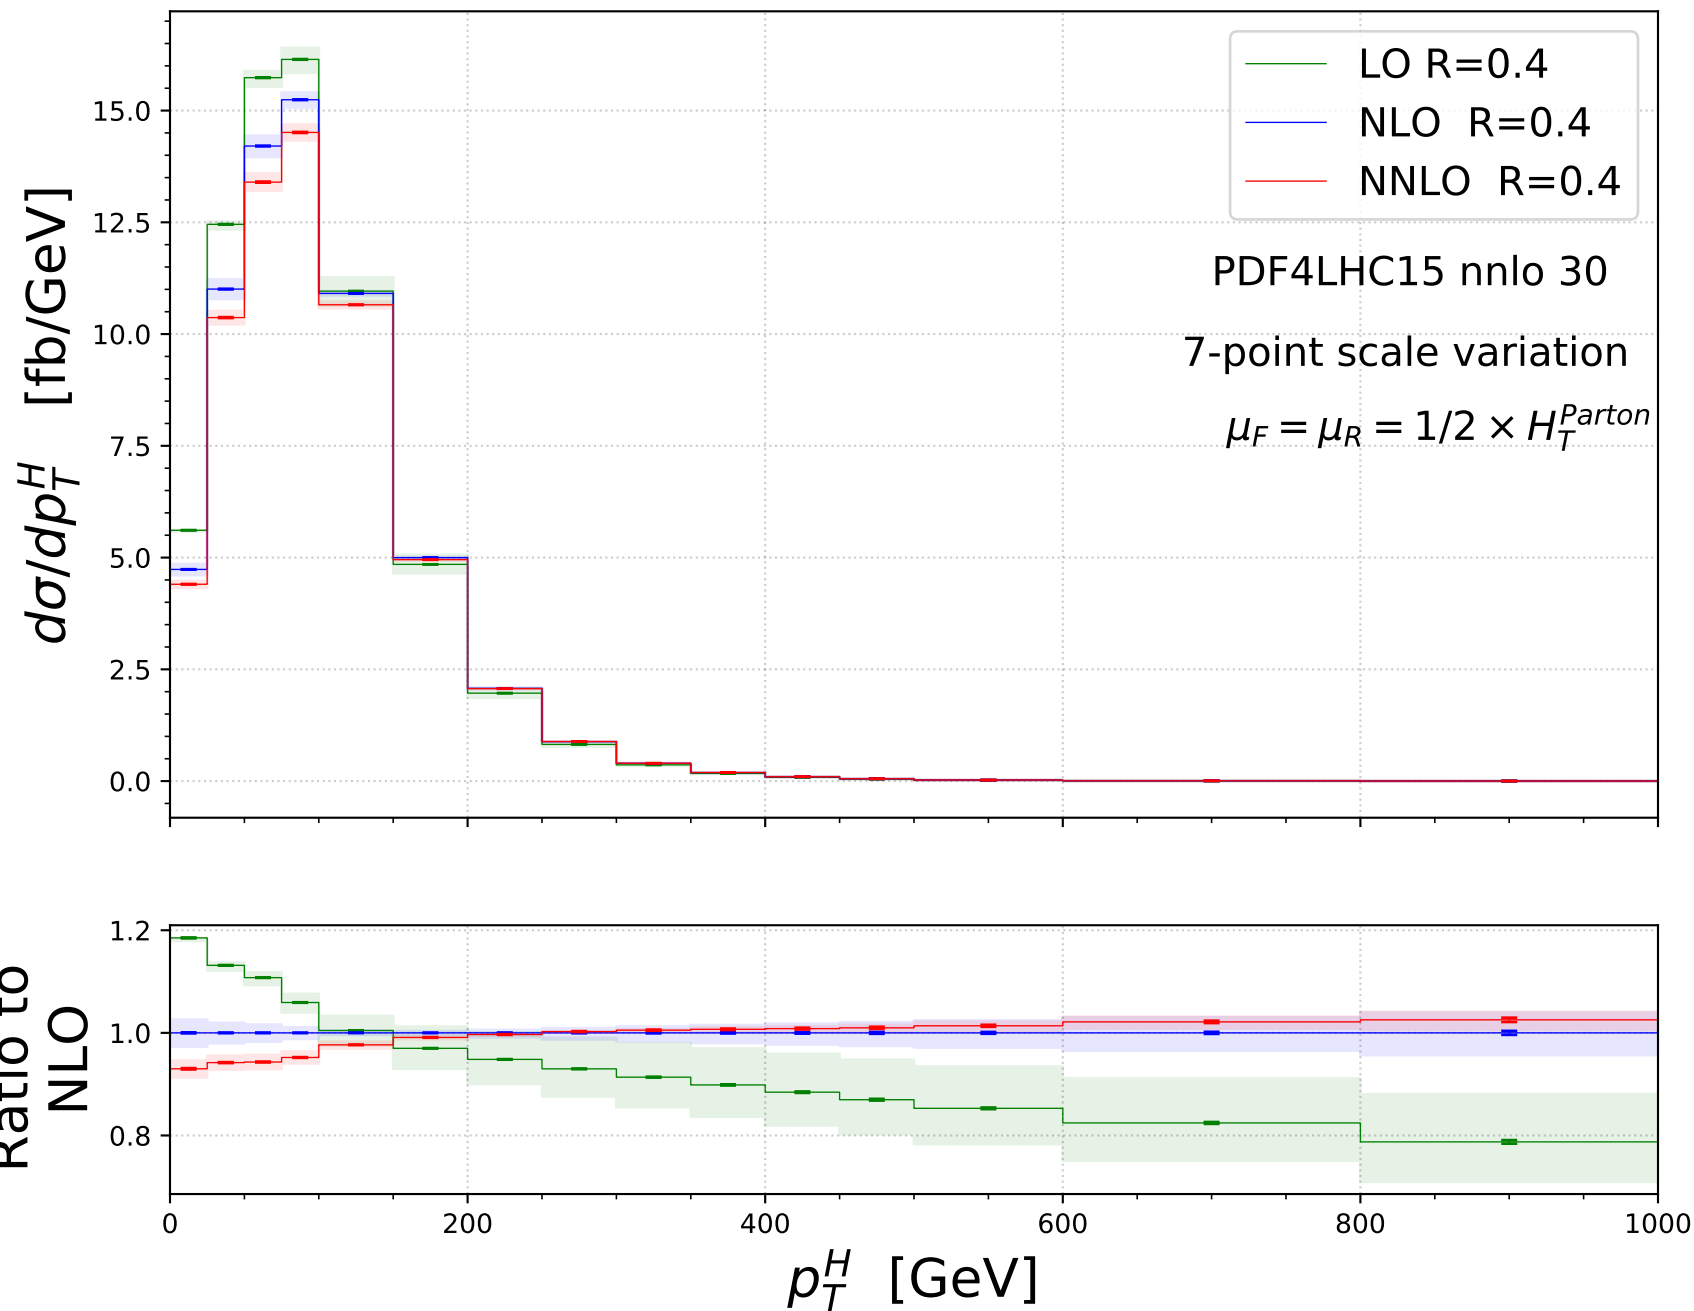 LO R=0.4
NLO R=0.4
NNLO R=0.4
PDF4LHC15 nnlo 30
7-point scale variation
μ_F = μ_R = 1/2 × H_T^{Parton}
dσ/dp_T^H [fb/GeV]
15.0
12.5
10.0
7.5
5.0
2.5
0.0
Ratio to
NLO
1.2
1.0
0.8
0 200 400 600 800 1000
p_T^H [GeV]